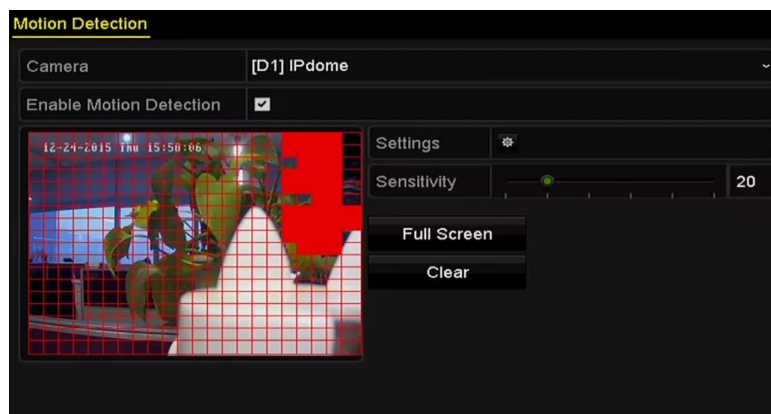 Motion Detection
Camera [D1] IPdome
Enable Motion Detection
12-24-2015 Thu 15:58:06
Settings
Sensitivity 20
Full Screen
Clear